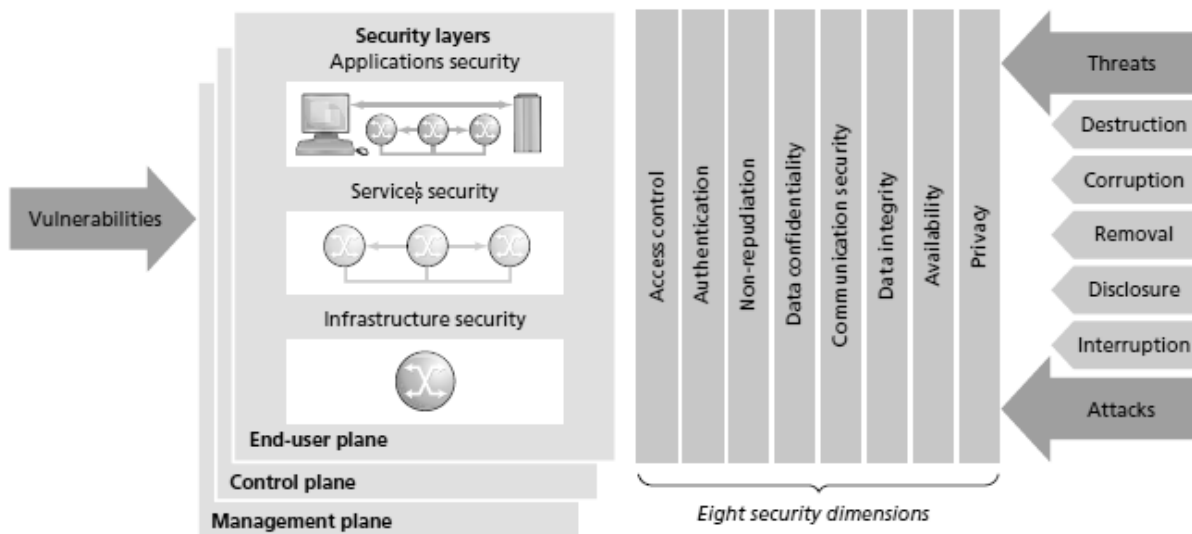 Security layers
Applications security
Services security
Infrastructure security
End-user plane
Control plane
Management plane
Vulnerabilities
Access control
Authentication
Non-repudiation
Data confidentiality
Communication security
Data integrity
Availability
Privacy
Eight security dimensions
Threats
Destruction
Corruption
Removal
Disclosure
Interruption
Attacks